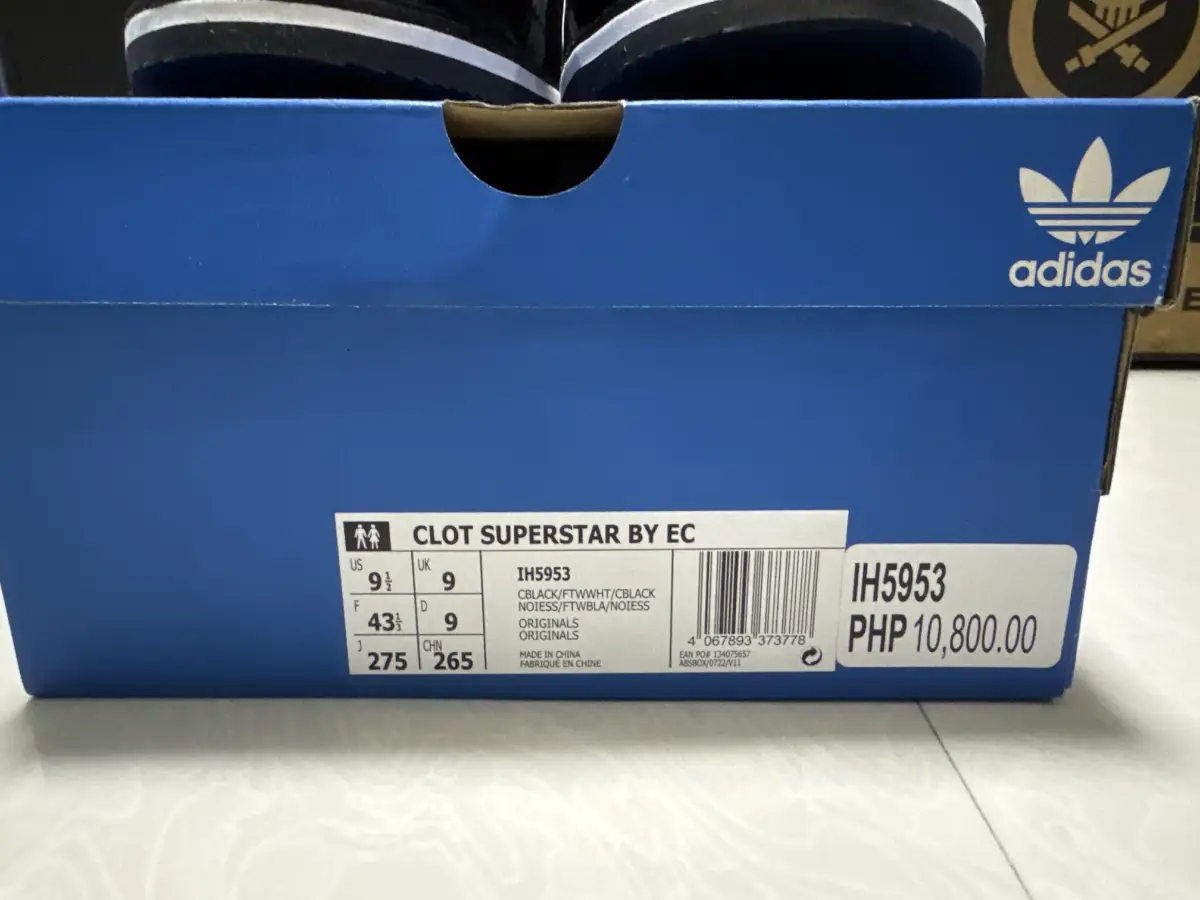 adidas
CLOT SUPERSTAR BY EC
US 9½
UK 9
F 43⅓
D 9
J 275
CHN 265
IH5953
CBLACK/FTWWHT/CBLACK
NOIESS/FTWBLA/NOIESS
ORIGINALS
ORIGINALS
MADE IN CHINA
FABRIQUE EN CHINE
4 067893 373778
EAN PO# 134075657
ABSBOX/0722/V11
IH5953
PHP 10,800.00